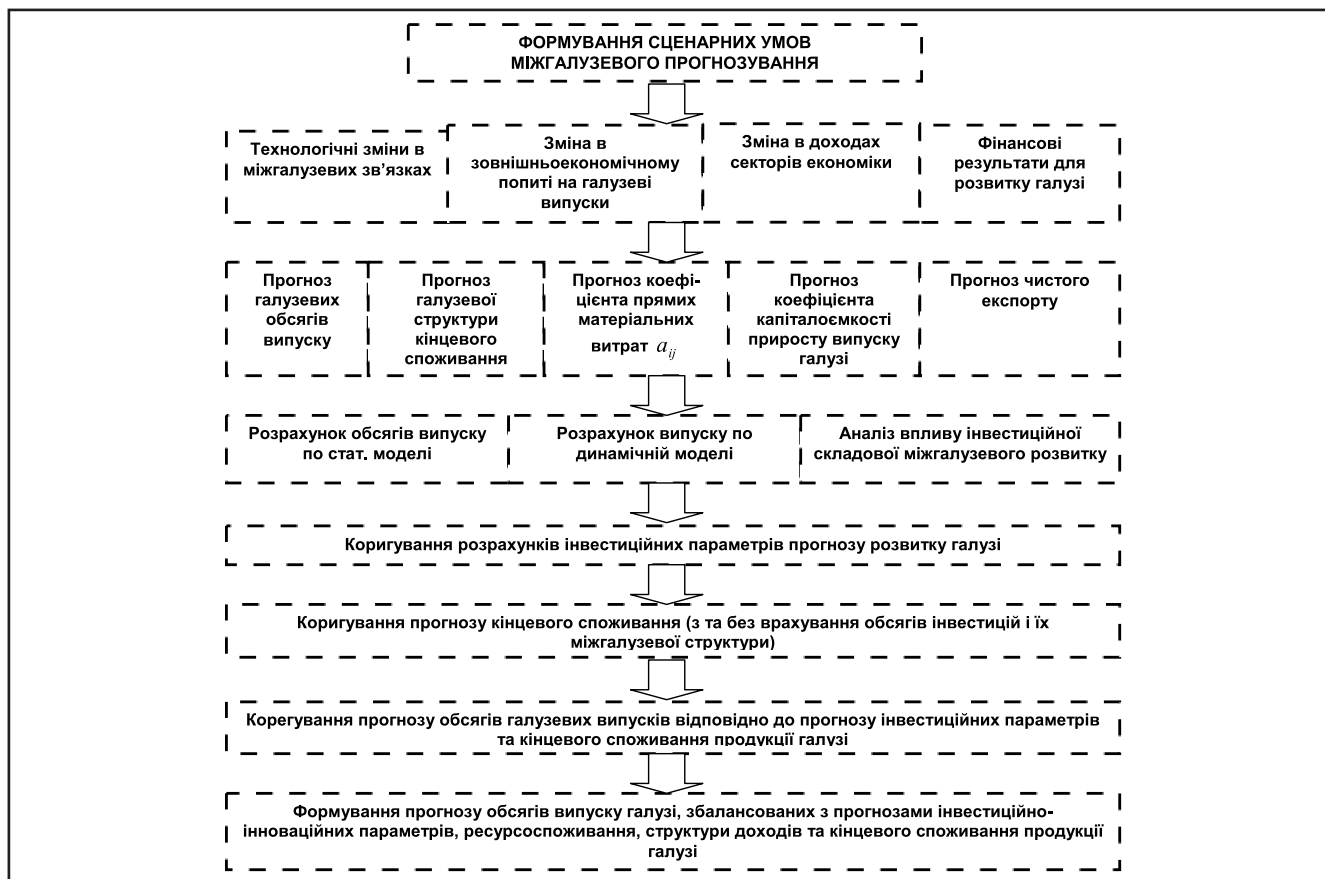 ФОРМУВАННЯ СЦЕНАРНИХ УМОВ
МІЖГАЛУЗЕВОГО ПРОГНОЗУВАННЯ
Технологічні зміни в
міжгалузевих зв’язках
Зміна в
зовнішньоекономічному
попиті на галузеві
випуски
Зміна в доходах
секторів економіки
Фінансові
результати для
розвитку галузі
Прогноз
галузевих
обсягів
випуску
Прогноз
галузевої
структури
кінцевого
споживання
Прогноз коефі-
цієнта прямих
матеріальних
витрат a_{ij}
Прогноз
коефіцієнта
капіталоємкості
приросту випуску
галузі
Прогноз чистого
експорту
Розрахунок обсягів випуску
по стат. моделі
Розрахунок випуску по
динамічній моделі
Аналіз впливу інвестиційної
складової міжгалузевого розвитку
Коригування розрахунків інвестиційних параметрів прогнозу розвитку галузі
Коригування прогнозу кінцевого споживання (з та без врахування обсягів інвестицій і їх
міжгалузевої структури)
Корегування прогнозу обсягів галузевих випусків відповідно до прогнозу інвестиційних параметрів
та кінцевого споживання продукції галузі
Формування прогнозу обсягів випуску галузі, збалансованих з прогнозами інвестиційно-
інноваційних параметрів, ресурсоспоживання, структури доходів та кінцевого споживання продукції
галузі